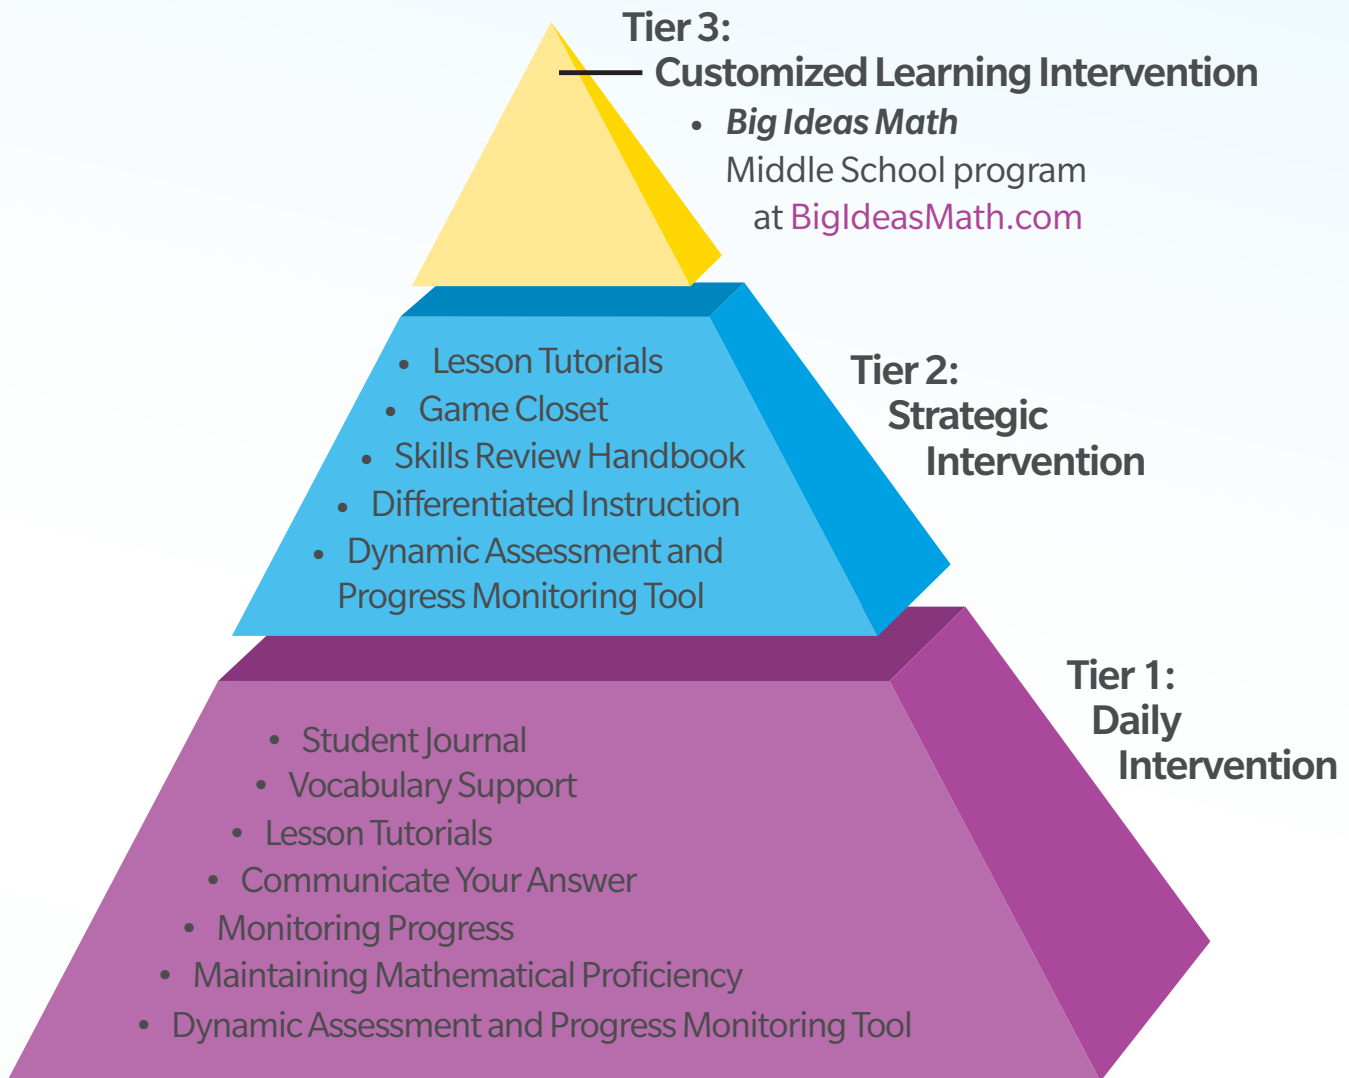 Tier 3:
Customized Learning Intervention
• Big Ideas Math
Middle School program
at BigIdeasMath.com
• Lesson Tutorials
• Game Closet
• Skills Review Handbook
• Differentiated Instruction
• Dynamic Assessment and
Progress Monitoring Tool
Tier 2:
Strategic
Intervention
• Student Journal
• Vocabulary Support
• Lesson Tutorials
• Communicate Your Answer
• Monitoring Progress
• Maintaining Mathematical Proficiency
• Dynamic Assessment and Progress Monitoring Tool
Tier 1:
Daily
Intervention